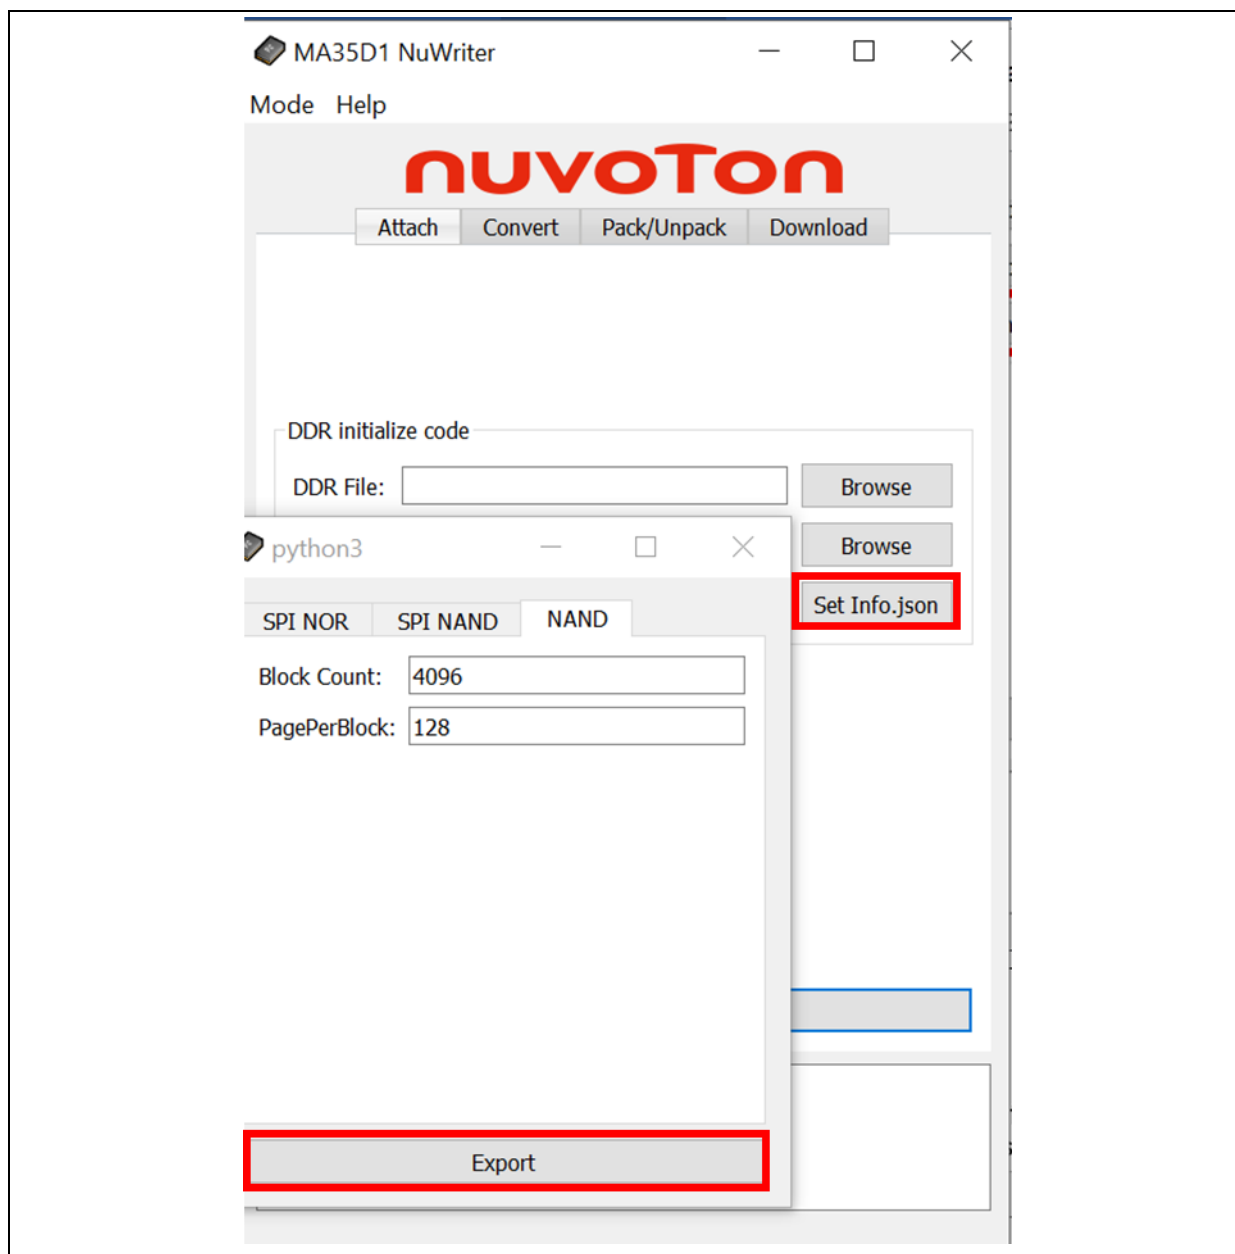 MA35D1 NuWriter
Mode Help
nuvoTon
Attach Convert Pack/Unpack Download
DDR initialize code
DDR File: Browse
python3
Browse
Set Info.json
SPI NOR SPI NAND NAND
Block Count: 4096
PagePerBlock: 128
Export